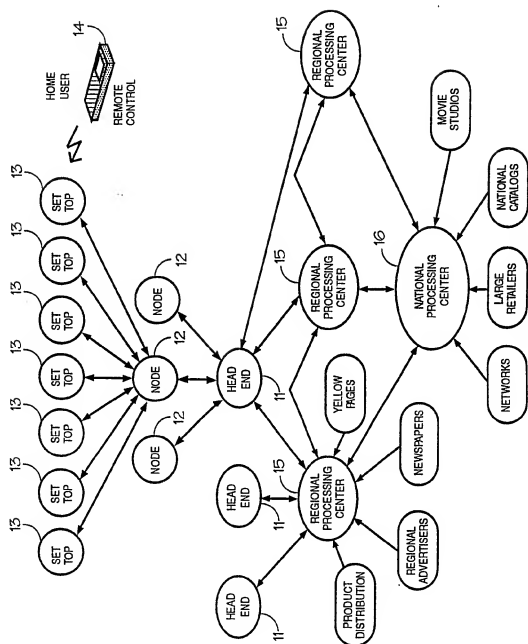 HOME
USER
14
REMOTE
CONTROL
13
SET
TOP
13
SET
TOP
13
SET
TOP
13
SET
TOP
13
SET
TOP
13
SET
TOP
13
SET
TOP
NODE
12
NODE
12
NODE
12
HEAD
END
11
HEAD
END
11
HEAD
END
11
REGIONAL
PROCESSING
CENTER
15
REGIONAL
PROCESSING
CENTER
15
REGIONAL
PROCESSING
CENTER
15
YELLOW
PAGES
NATIONAL
PROCESSING
CENTER
16
PRODUCT
DISTRIBUTION
REGIONAL
ADVERTISERS
NEWSPAPERS
NETWORKS
LARGE
RETAILERS
NATIONAL
CATALOGS
MOVIE
STUDIOS